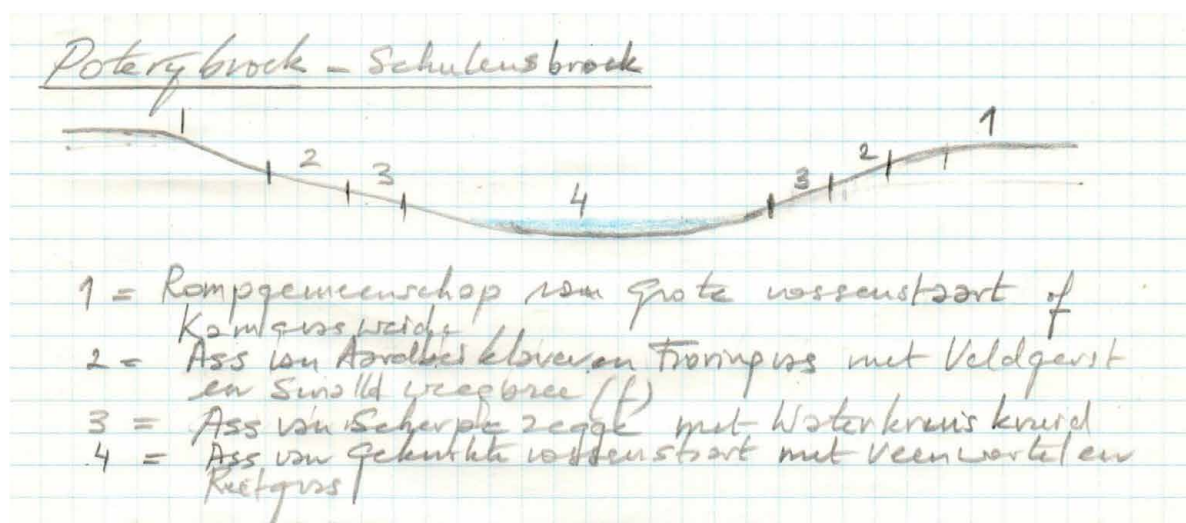 Poterybroek - Schulensbroek
1 1
2 3 4 3 2
1 = Rompgemeenschap van Grote vossenstaart of
Kamgrasweide
2 = Ass van Aardbeiklaver en Fioringras met Veldgerst
en Smalle weegbree (f)
3 = Ass van Scherpe zegge met Waterkruiskruid
4 = Ass van Geknikte vossenstaart met Veenwortel en
Rietgras